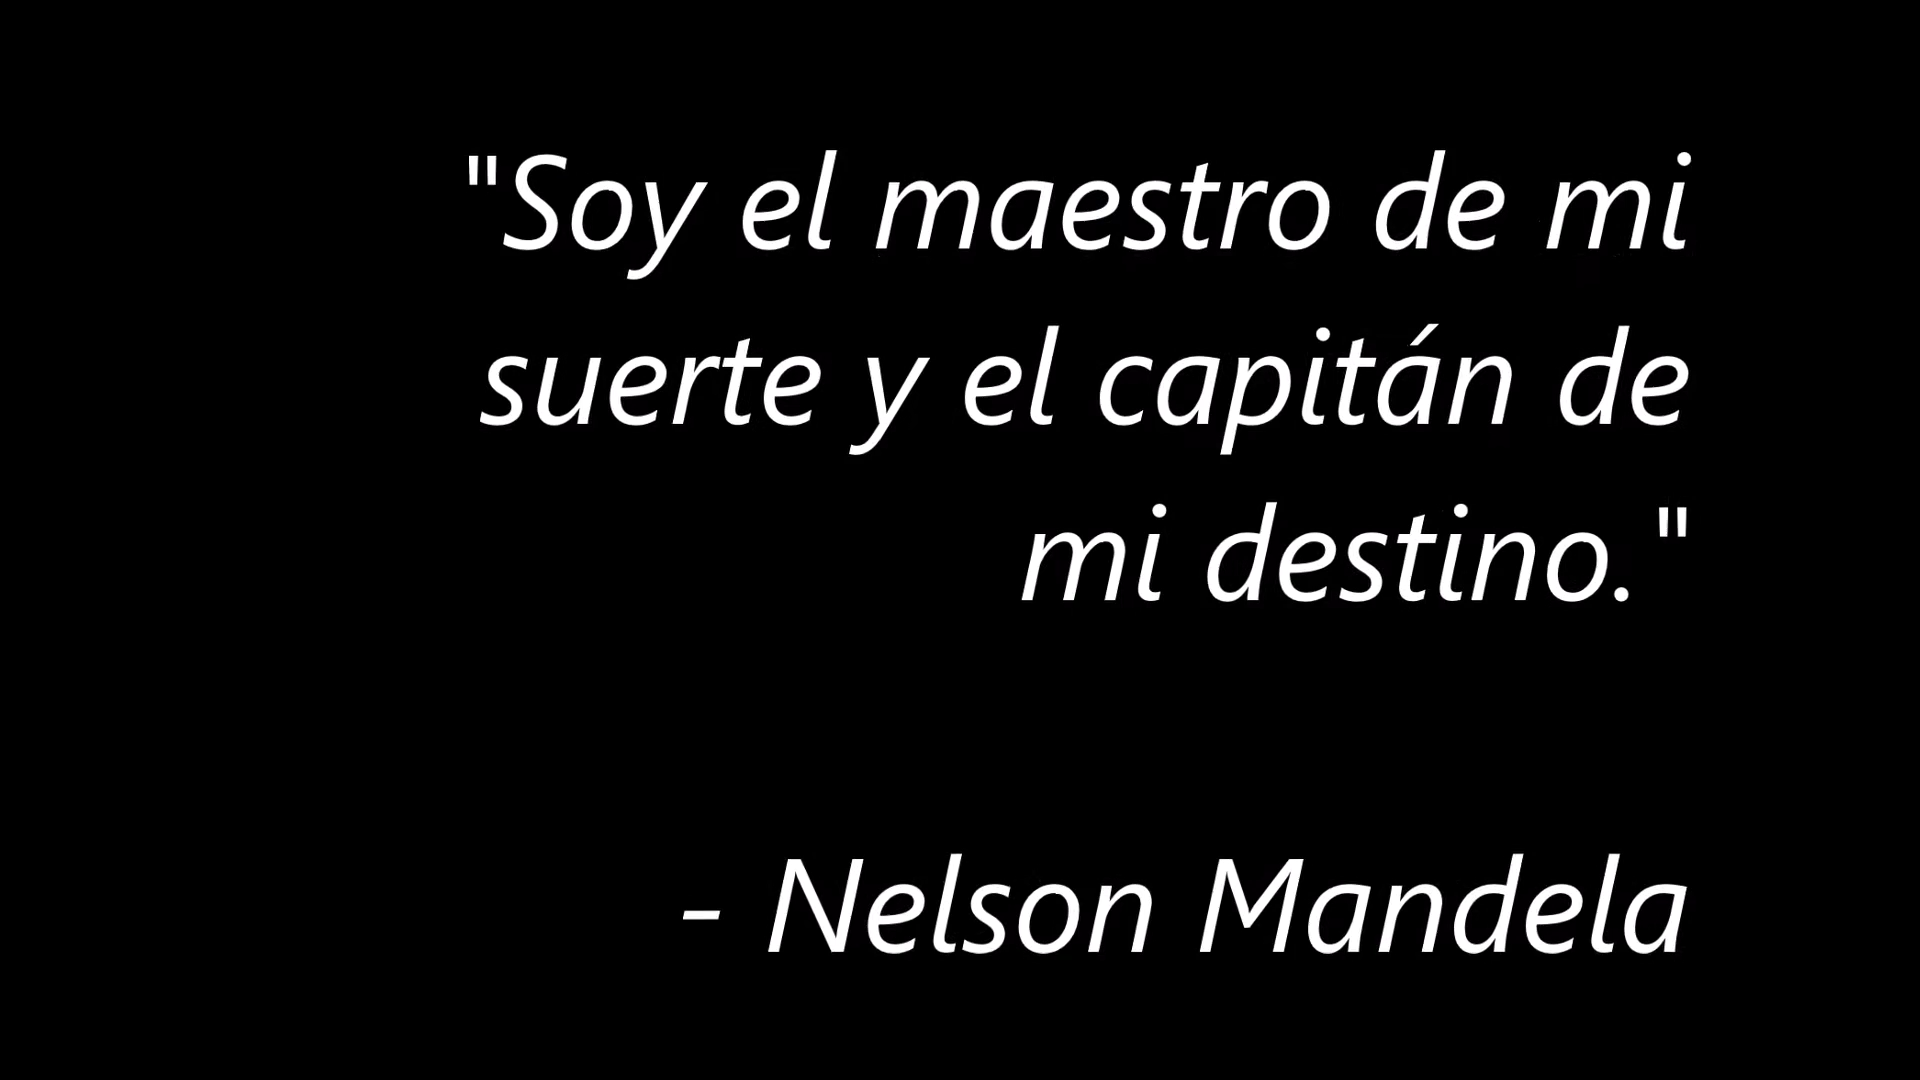 "Soy el maestro de mi
suerte y el capitán de
mi destino."
- Nelson Mandela